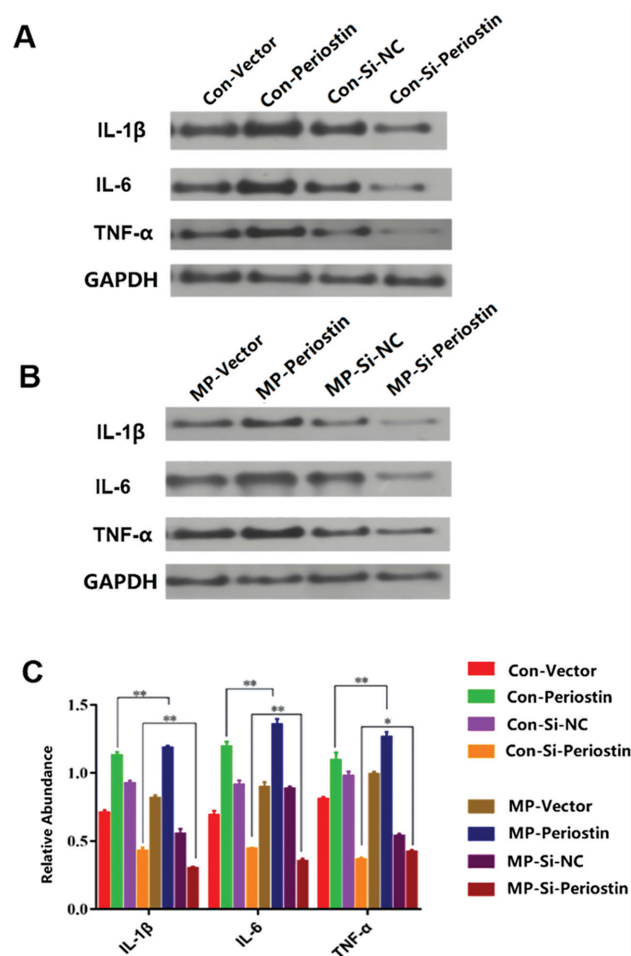 A
Con-Vector
Con-Periostin
Con-Si-NC
Con-Si-Periostin
IL-1β
IL-6
TNF-α
GAPDH
B
MP-Vector
MP-Periostin
MP-Si-NC
MP-Si-Periostin
IL-1β
IL-6
TNF-α
GAPDH
C
Relative Abundance
1.5
1.0
0.5
0.0
**
**
**
**
**
*
IL-1β
IL-6
TNF-α
Con-Vector
Con-Periostin
Con-Si-NC
Con-Si-Periostin
MP-Vector
MP-Periostin
MP-Si-NC
MP-Si-Periostin